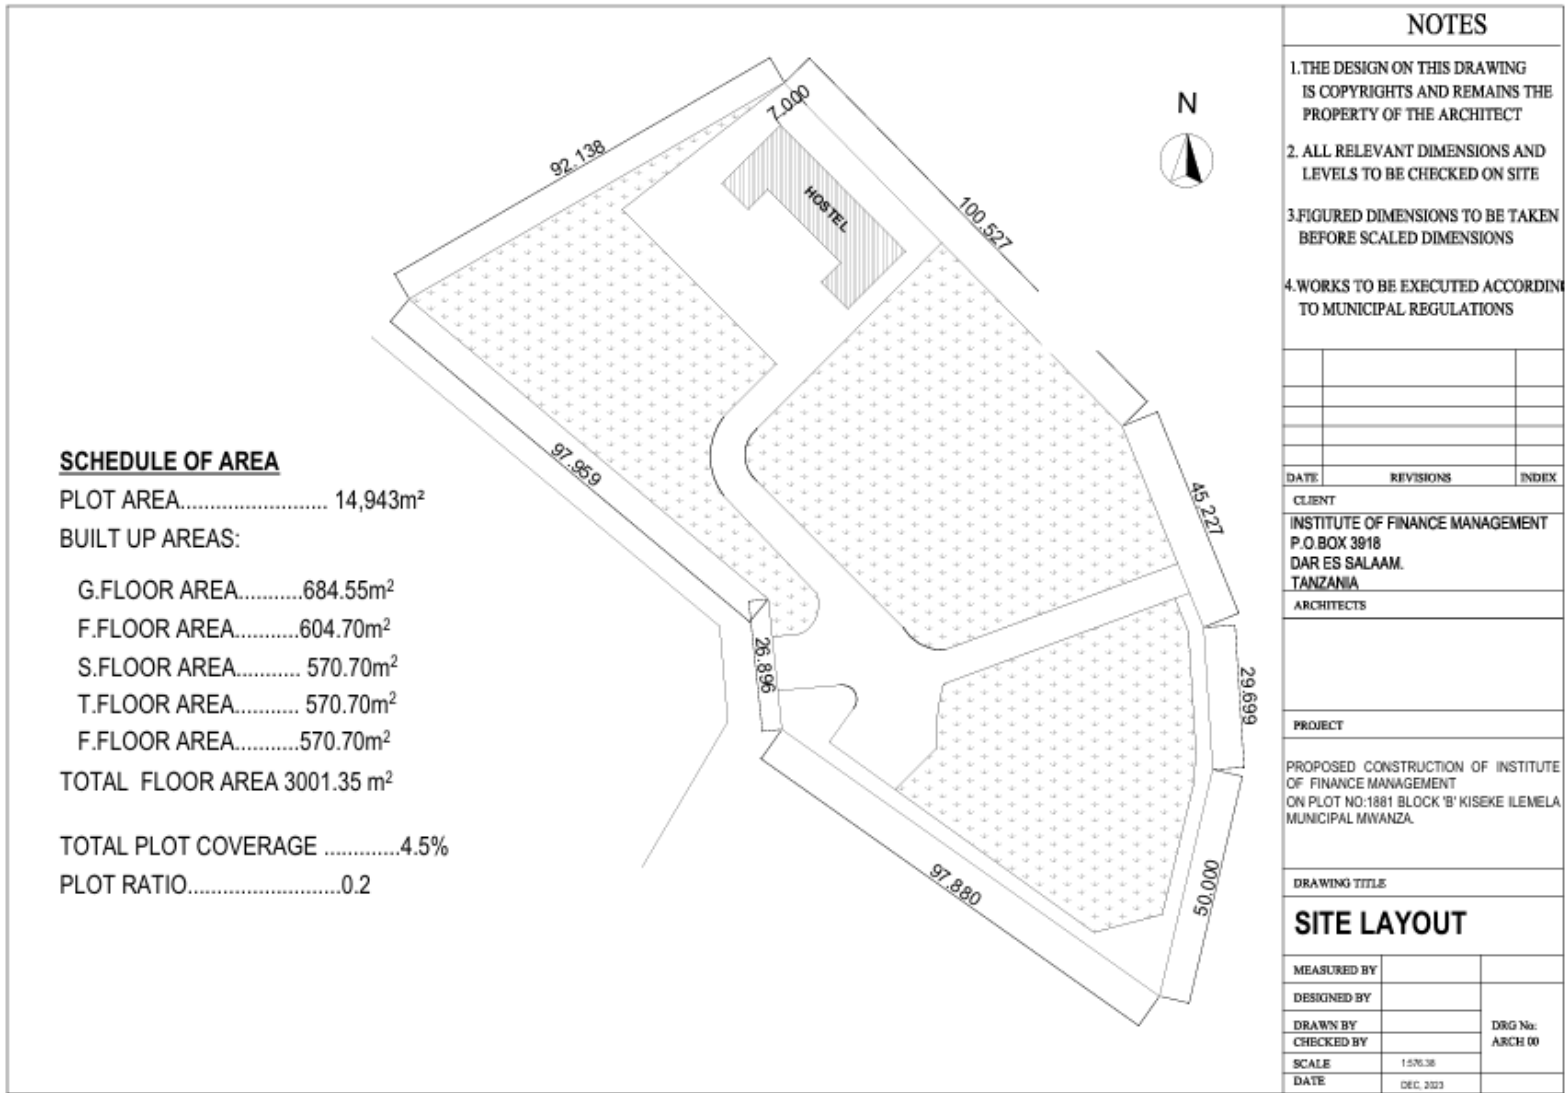 SCHEDULE OF AREA
PLOT AREA......................... 14,943m²
BUILT UP AREAS:
G.FLOOR AREA...........684.55m²
F.FLOOR AREA...........604.70m²
S.FLOOR AREA........... 570.70m²
T.FLOOR AREA........... 570.70m²
F.FLOOR AREA...........570.70m²
TOTAL FLOOR AREA 3001.35 m²
TOTAL PLOT COVERAGE .............4.5%
PLOT RATIO..........................0.2
92.138
7.000
HOSTEL
100.527
97.959
45.227
26.896
29.699
97.880
50.000
N
NOTES
1.THE DESIGN ON THIS DRAWING
IS COPYRIGHTS AND REMAINS THE
PROPERTY OF THE ARCHITECT
2. ALL RELEVANT DIMENSIONS AND
LEVELS TO BE CHECKED ON SITE
3.FIGURED DIMENSIONS TO BE TAKEN
BEFORE SCALED DIMENSIONS
4.WORKS TO BE EXECUTED ACCORDING
TO MUNICIPAL REGULATIONS
DATE REVISIONS INDEX
CLIENT
INSTITUTE OF FINANCE MANAGEMENT
P.O.BOX 3918
DAR ES SALAAM.
TANZANIA
ARCHITECTS
PROJECT
PROPOSED CONSTRUCTION OF INSTITUTE
OF FINANCE MANAGEMENT
ON PLOT NO:1881 BLOCK 'B' KISEKE ILEMELA
MUNICIPAL MWANZA.
DRAWING TITLE
SITE LAYOUT
MEASURED BY
DESIGNED BY
DRAWN BY
CHECKED BY
DRG No:
ARCH 00
SCALE 1:576.38
DATE DEC, 2023